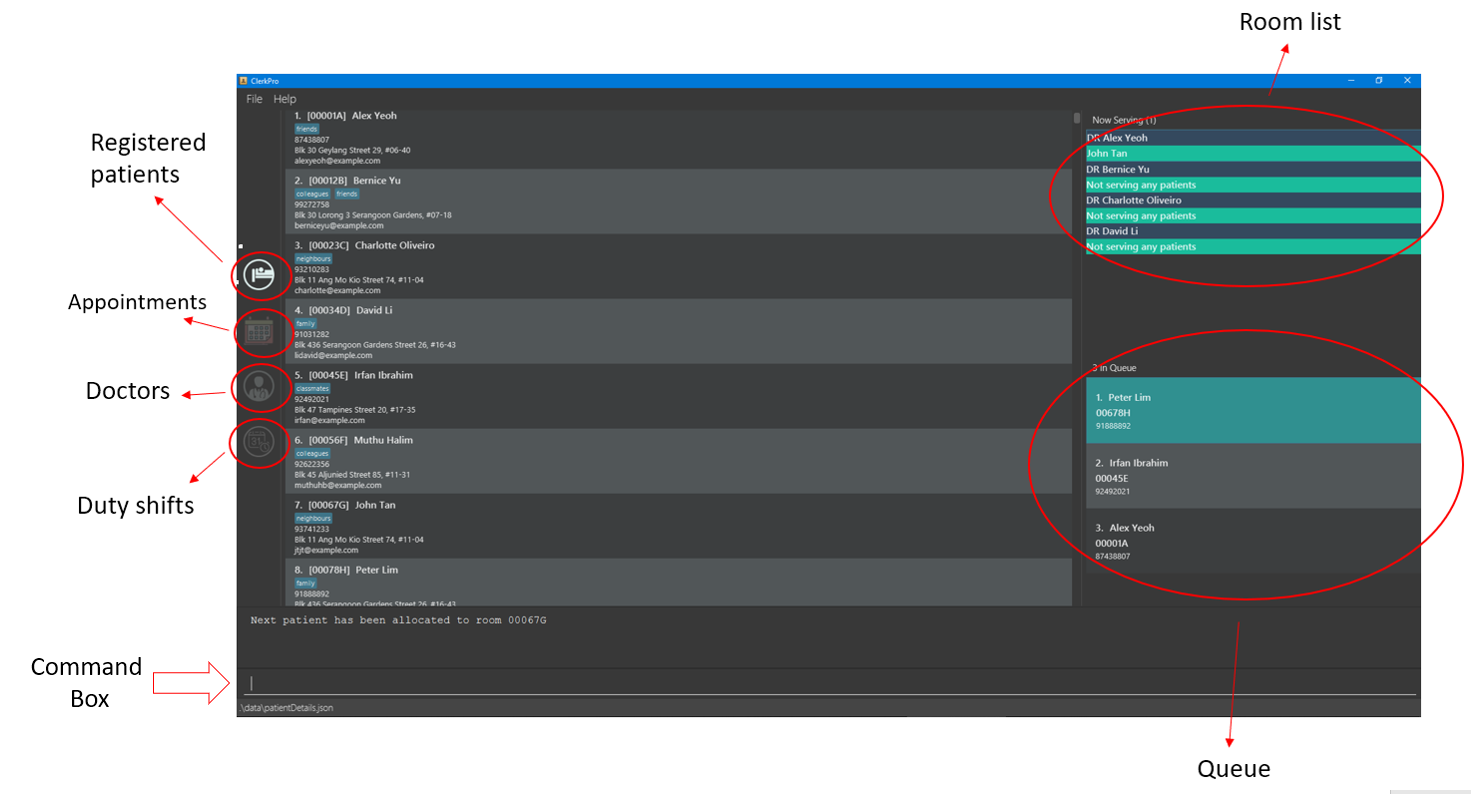 Room list
ClerkPro
File Help
Registered
patients
Appointments
Doctors
Duty shifts
Command
Box
1. [00001A] Alex Yeoh
friends
87438807
Blk 30 Geylang Street 29, #06-40
alexyeoh@example.com
2. [00012B] Bernice Yu
colleagues friends
99272758
Blk 30 Lorong 3 Serangoon Gardens, #07-18
berniceyu@example.com
3. [00023C] Charlotte Oliveiro
neighbours
93210283
Blk 11 Ang Mo Kio Street 74, #11-04
charlotte@example.com
4. [00034D] David Li
family
91031282
Blk 436 Serangoon Gardens Street 26, #16-43
lidavid@example.com
5. [00045E] Irfan Ibrahim
classmates
92492021
Blk 47 Tampines Street 20, #17-35
irfan@example.com
6. [00056F] Muthu Halim
colleagues
92622356
Blk 45 Aljunied Street 85, #11-31
muthuhb@example.com
7. [00067G] John Tan
neighbours
93741233
Blk 11 Ang Mo Kio Street 74, #11-04
jtjt@example.com
8. [00078H] Peter Lim
family
91888892
Blk 436 Serangoon Gardens Street 26, #16-43
Now Serving (1)
DR Alex Yeoh
John Tan
DR Bernice Yu
Not serving any patients
DR Charlotte Oliveiro
Not serving any patients
DR David Li
Not serving any patients
3 in Queue
1. Peter Lim
00678H
91888892
2. Irfan Ibrahim
00045E
92492021
3. Alex Yeoh
00001A
87438807
Next patient has been allocated to room 00067G
.\data\patientDetails.json
Queue